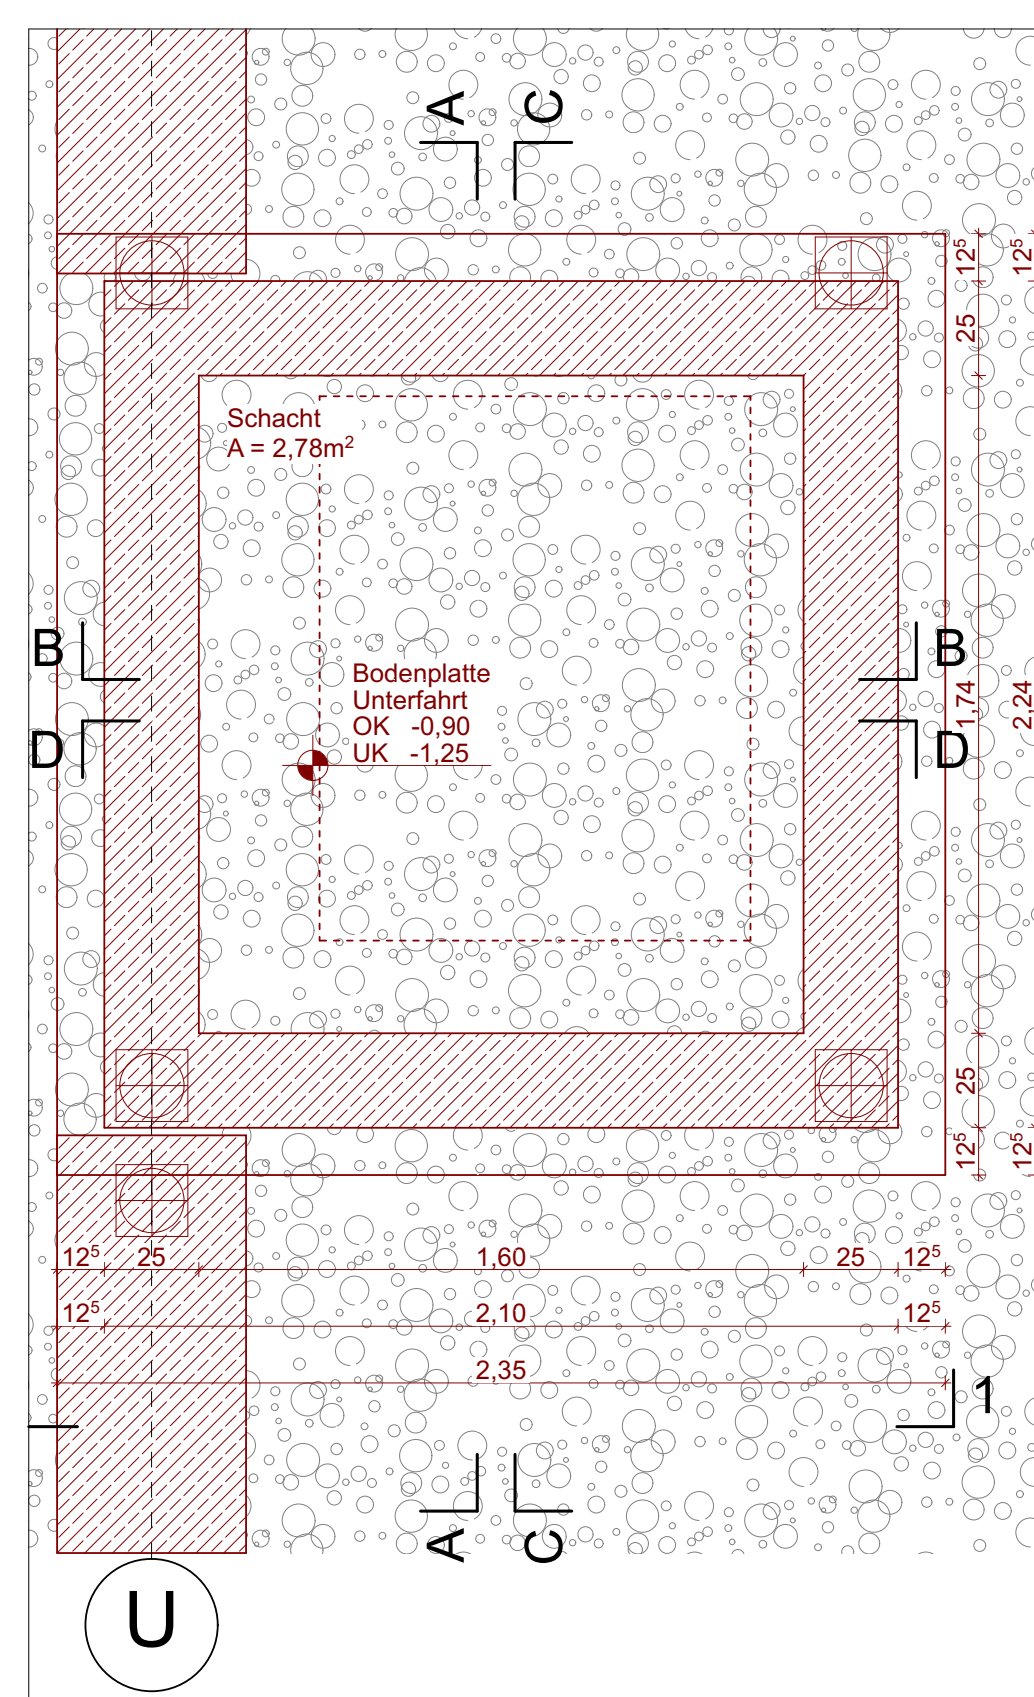 A C
12⁵ 12⁵
25
Schacht
A = 2,78m²
B B
Bodenplatte
Unterfahrt
OK -0,90
UK -1,25
1,74 2,24
D D
25
12⁵ 12⁵
12⁵ 25 1,60 25 12⁵
12⁵ 2,10 12⁵
2,35
1
A C
U